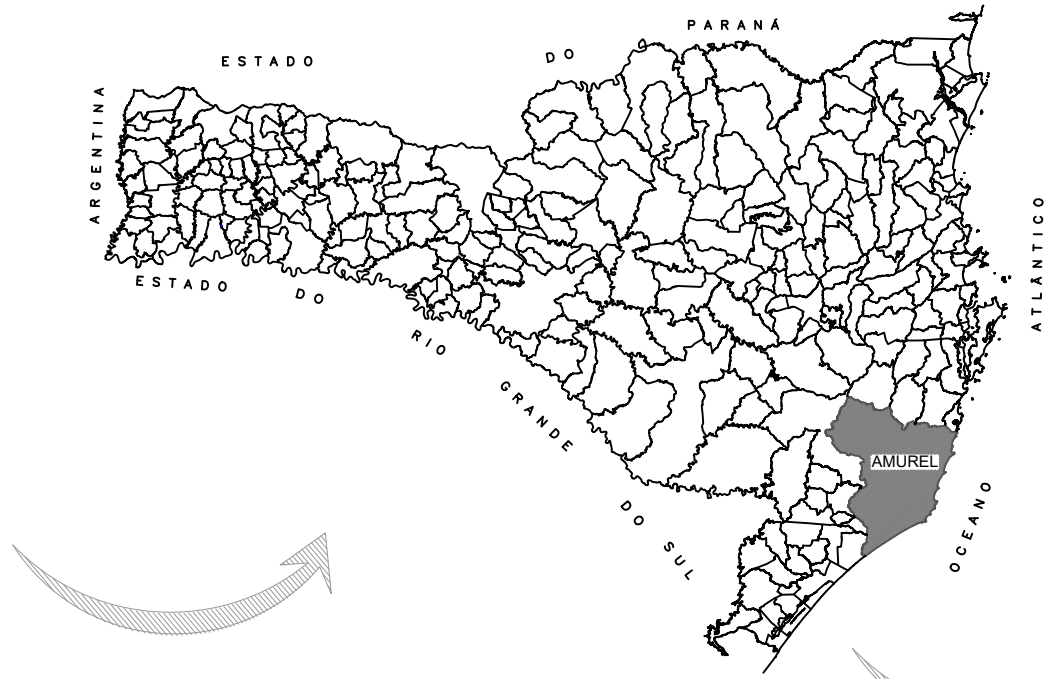 ESTADO DO PARANÁ
ARGENTINA
ESTADO DO RIO GRANDE DO SUL
OCEANO ATLÂNTICO
AMUREL